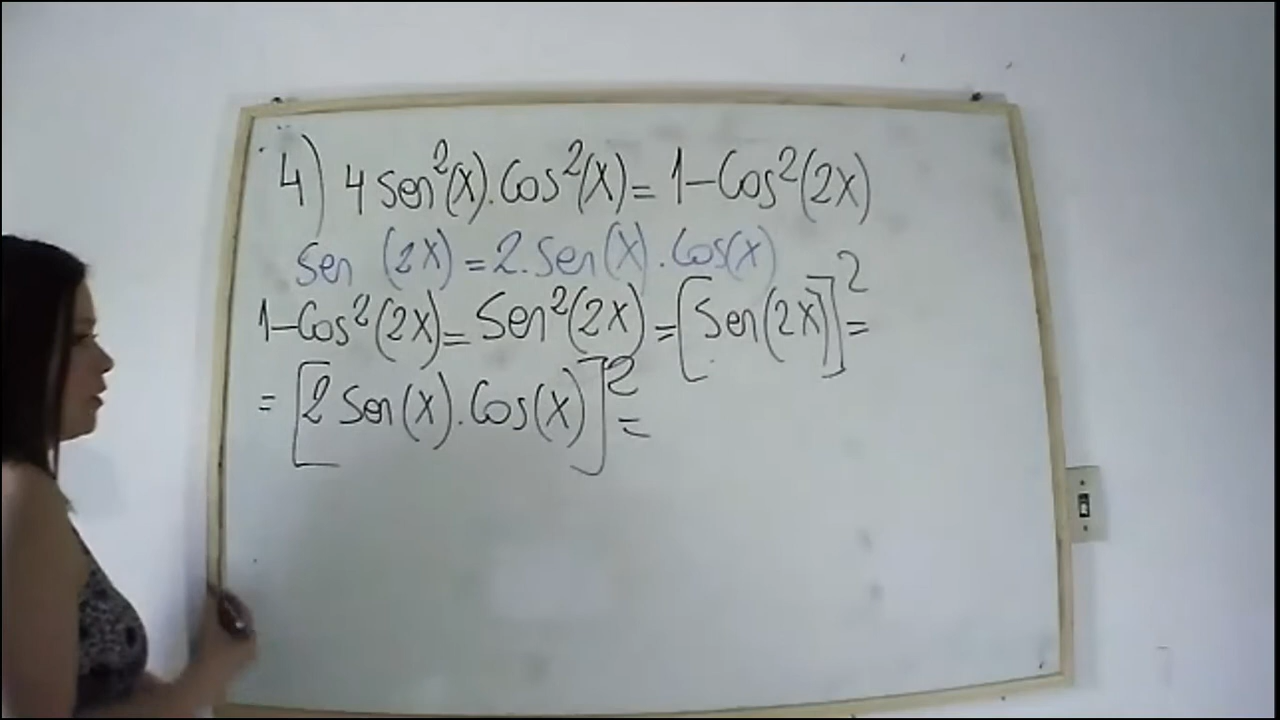 4) 4 sen²(x).Cos²(x)=1-Cos²(2x)
Sen (2x)=2.Sen(x).Cos(x)
1-Cos²(2x)=Sen²(2x)=[Sen(2x)]²=
=[2 Sen(x).Cos(x)]²=